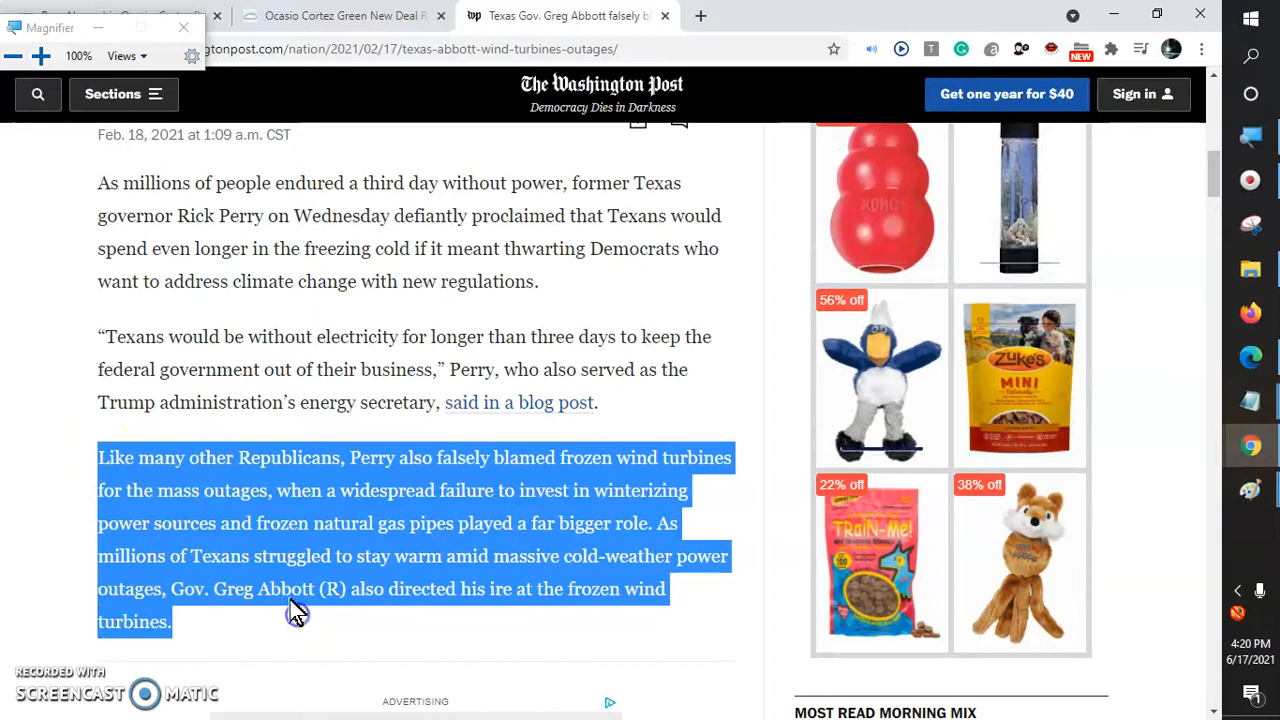 Ocasio Cortez Green New Deal R
Texas Gov. Greg Abbott falsely bl
Magnifier
100% Views
ngtonpost.com/nation/2021/02/17/texas-abbott-wind-turbines-outages/
NEW
Sections
The Washington Post
Democracy Dies in Darkness
Get one year for $40
Sign in
Feb. 18, 2021 at 1:09 a.m. CST
As millions of people endured a third day without power, former Texas
governor Rick Perry on Wednesday defiantly proclaimed that Texans would
spend even longer in the freezing cold if it meant thwarting Democrats who
want to address climate change with new regulations.
“Texans would be without electricity for longer than three days to keep the
federal government out of their business,” Perry, who also served as the
Trump administration’s energy secretary, said in a blog post.
Like many other Republicans, Perry also falsely blamed frozen wind turbines
for the mass outages, when a widespread failure to invest in winterizing
power sources and frozen natural gas pipes played a far bigger role. As
millions of Texans struggled to stay warm amid massive cold-weather power
outages, Gov. Greg Abbott (R) also directed his ire at the frozen wind
turbines.
ADVERTISING
KONG
56% off
ZUKE'S
MINI
Naturals
22% off
TRAIN-ME!
38% off
MOST READ MORNING MIX
RECORDED WITH
SCREENCAST MATIC
4:20 PM
6/17/2021